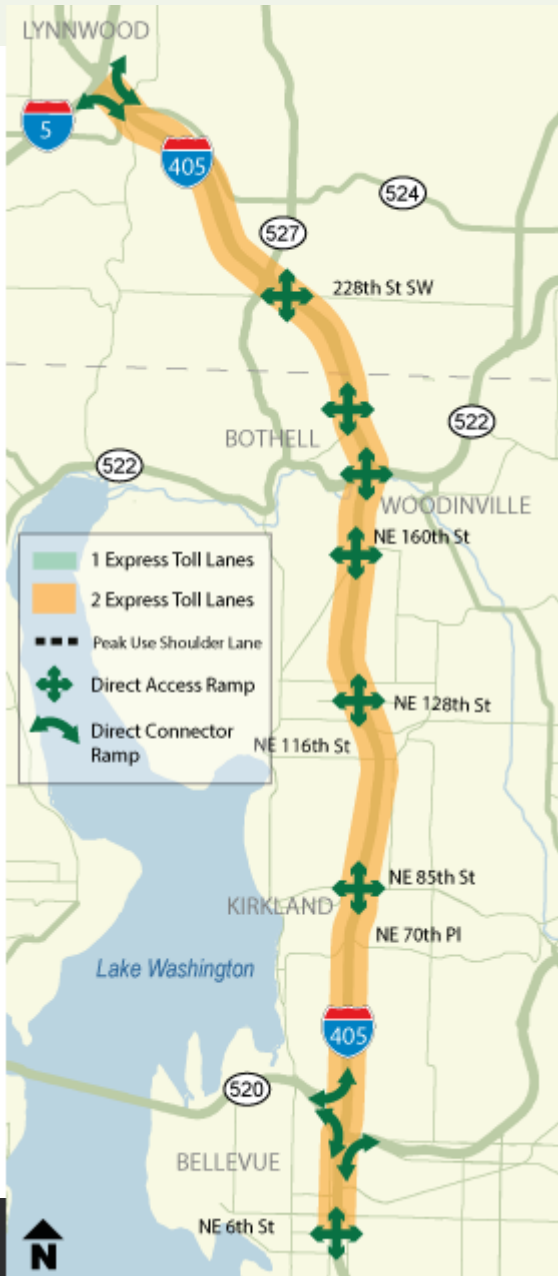 LYNNWOOD
5
405
524
527
228th St SW
BOTHELL
522
522
WOODINVILLE
NE 160th St
1 Express Toll Lanes
2 Express Toll Lanes
Peak Use Shoulder Lane
Direct Access Ramp
Direct Connector
Ramp
NE 128th St
NE 116th St
NE 85th St
KIRKLAND
NE 70th Pl
Lake Washington
405
520
BELLEVUE
NE 6th St
N